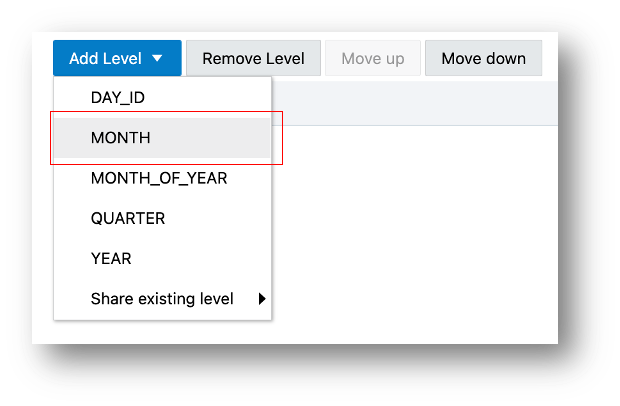 Add Level Remove Level Move up Move down
DAY_ID
MONTH
MONTH_OF_YEAR
QUARTER
YEAR
Share existing level